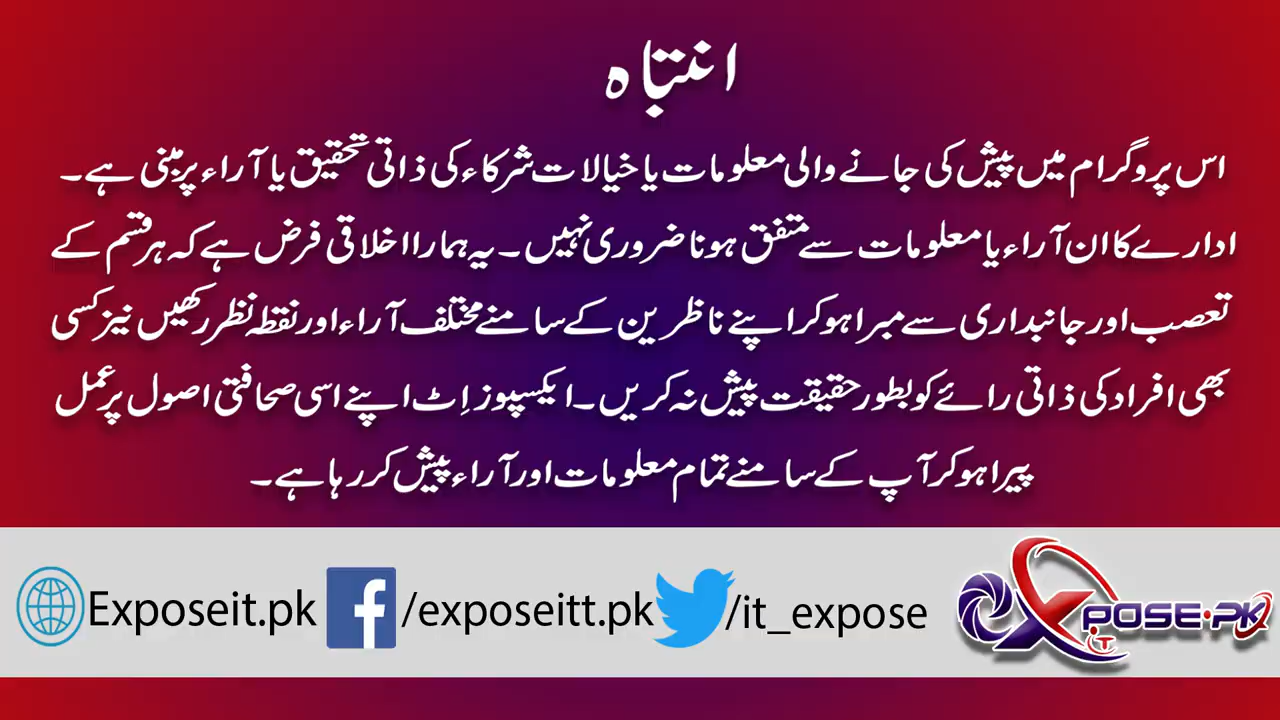 انتباہ
اس پروگرام میں پیش کی جانے والی معلومات یا خیالات شرکاء کی ذاتی تحقیق یا آراء پر مبنی ہے۔
ادارے کا ان آراء یا معلومات سے متفق ہونا ضروری نہیں۔ یہ ہمارا اخلاقی فرض ہے کہ ہر قسم کے
تعصب اور جانبداری سے مبرا ہو کر اپنے ناظرین کے سامنے مختلف آراء اور نقطہ نظر رکھیں نیز کسی
بھی افراد کی ذاتی رائے کو بطور حقیقت پیش نہ کریں۔ ایکسپوز اِٹ اپنے اسی صحافتی اصول پر عمل
پیرا ہو کر آپ کے سامنے تمام معلومات اور آراء پیش کر رہا ہے۔
Exposeit.pk /exposeitt.pk /it_expose XPOSE.PK iT